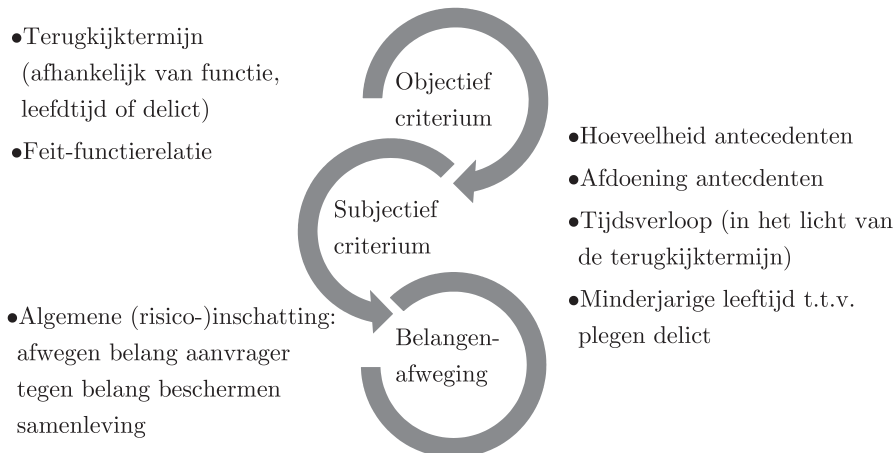 •Terugkijktermijn
(afhankelijk van functie,
leefdtijd of delict)
•Feit-functierelatie
Objectief
criterium
•Hoeveelheid antecedenten
•Afdoening antecdenten
•Tijdsverloop (in het licht van
de terugkijktermijn)
•Minderjarige leeftijd t.t.v.
plegen delict
Subjectief
criterium
•Algemene (risico-)inschatting:
afwegen belang aanvrager
tegen belang beschermen
samenleving
Belangen-
afweging